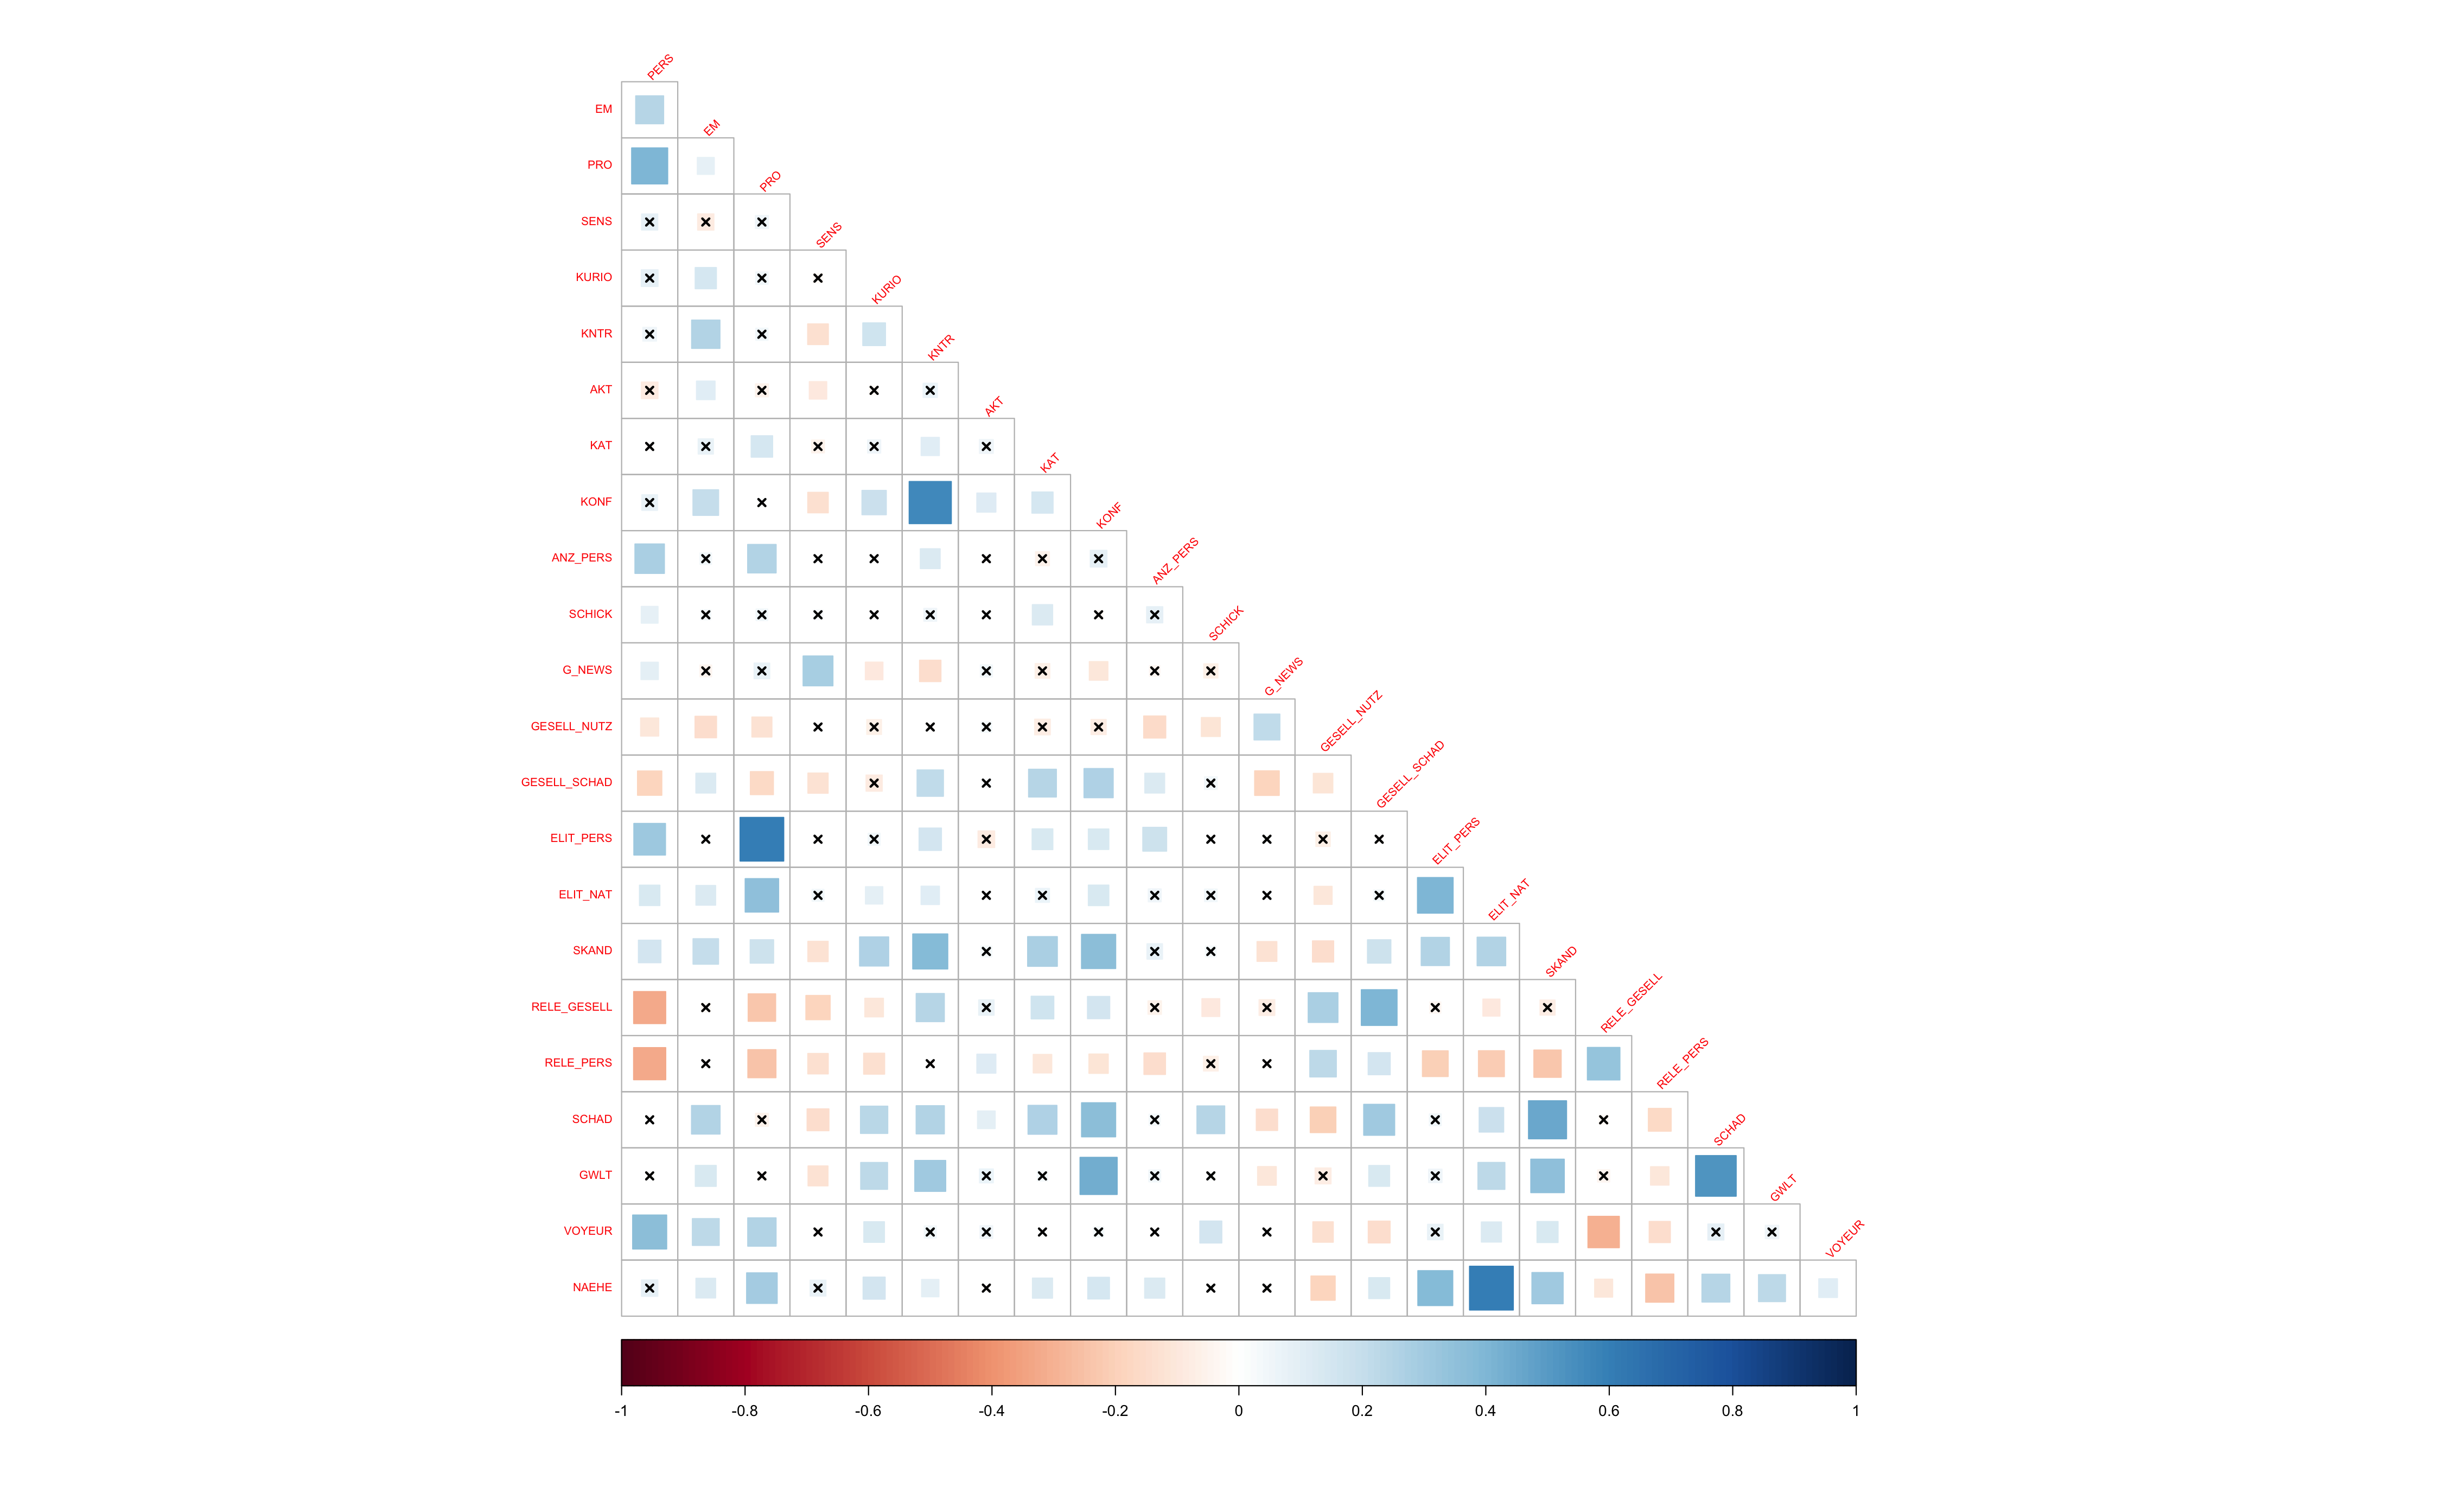 PERS
EM
EM
PRO
PRO
SENS
SENS
KURIO
KURIO
KNTR
KNTR
AKT
AKT
KAT
KAT
KONF
KONF
ANZ_PERS
ANZ_PERS
SCHICK
SCHICK
G_NEWS
G_NEWS
GESELL_NUTZ
GESELL_NUTZ
GESELL_SCHAD
GESELL_SCHAD
ELIT_PERS
ELIT_PERS
ELIT_NAT
ELIT_NAT
SKAND
SKAND
RELE_GESELL
RELE_GESELL
RELE_PERS
RELE_PERS
SCHAD
SCHAD
GWLT
GWLT
VOYEUR
VOYEUR
NAEHE
-1 -0.8 -0.6 -0.4 -0.2 0 0.2 0.4 0.6 0.8 1